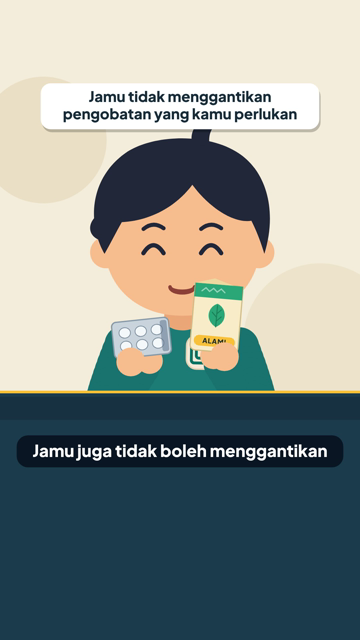 Jamu tidak menggantikan
pengobatan yang kamu perlukan
ALAMI
Jamu juga tidak boleh menggantikan